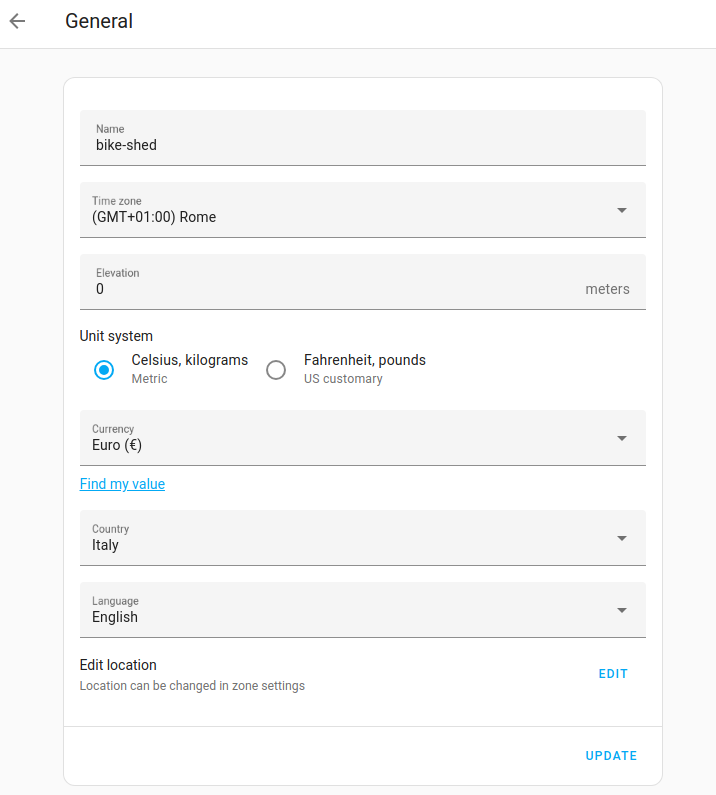 General
Name
bike-shed
Time zone
(GMT+01:00) Rome
Elevation
0 meters
Unit system
Celsius, kilograms Fahrenheit, pounds
Metric US customary
Currency
Euro (€)
Find my value
Country
Italy
Language
English
Edit location
Location can be changed in zone settings
EDIT
UPDATE